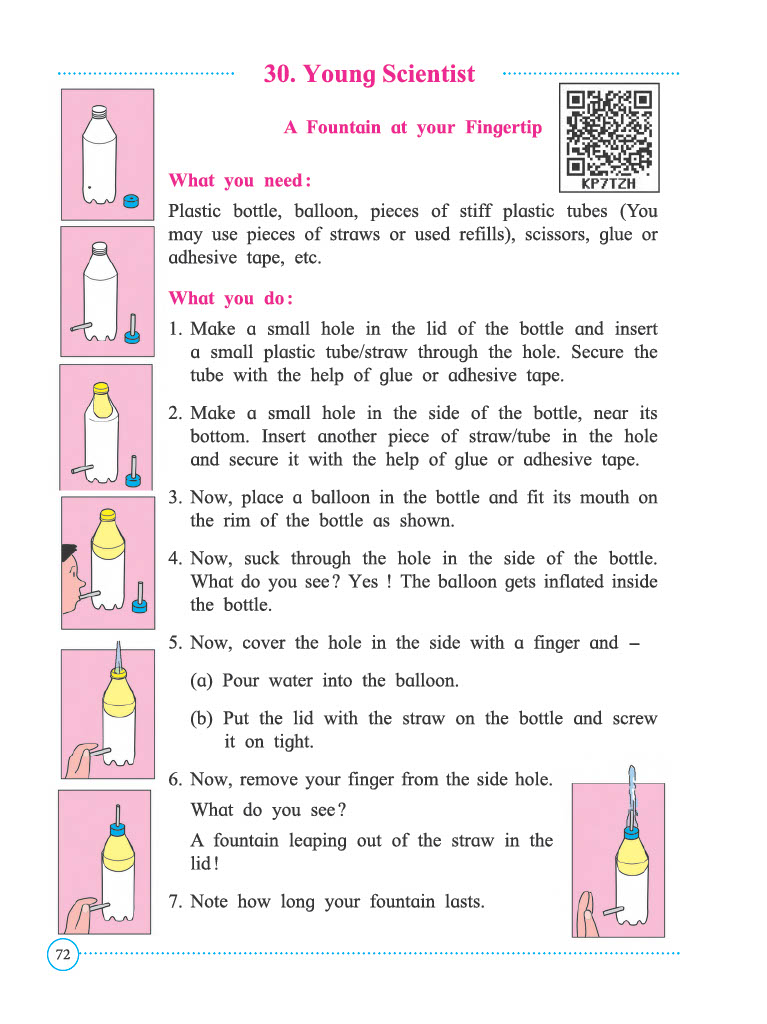 30. Young Scientist
A Fountain at your Fingertip
KP7TZH
What you need:
Plastic bottle, balloon, pieces of stiff plastic tubes (You
may use pieces of straws or used refills), scissors, glue or
adhesive tape, etc.
What you do:
1. Make a small hole in the lid of the bottle and insert
a small plastic tube/straw through the hole. Secure the
tube with the help of glue or adhesive tape.
2. Make a small hole in the side of the bottle, near its
bottom. Insert another piece of straw/tube in the hole
and secure it with the help of glue or adhesive tape.
3. Now, place a balloon in the bottle and fit its mouth on
the rim of the bottle as shown.
4. Now, suck through the hole in the side of the bottle.
What do you see? Yes ! The balloon gets inflated inside
the bottle.
5. Now, cover the hole in the side with a finger and –
(a) Pour water into the balloon.
(b) Put the lid with the straw on the bottle and screw
it on tight.
6. Now, remove your finger from the side hole.
What do you see?
A fountain leaping out of the straw in the
lid!
7. Note how long your fountain lasts.
72